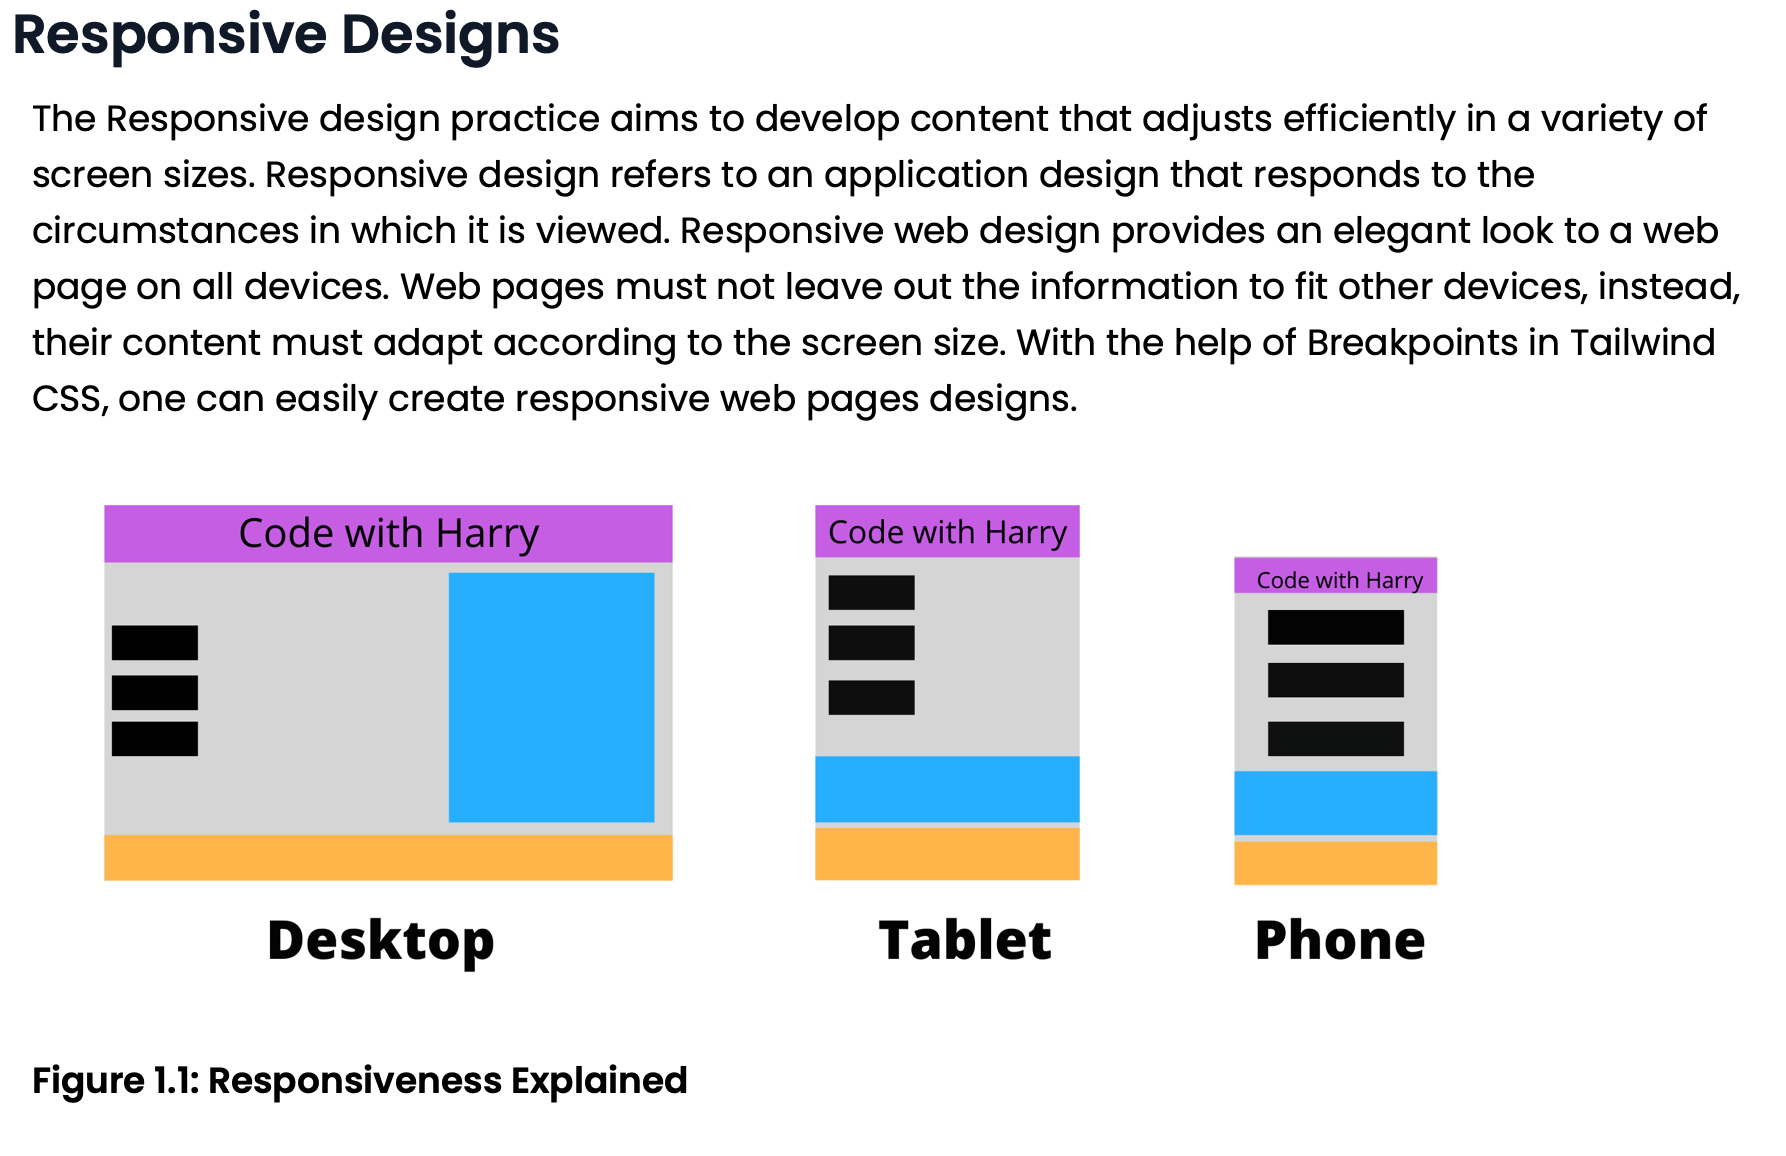 Responsive Designs
The Responsive design practice aims to develop content that adjusts efficiently in a variety of
screen sizes. Responsive design refers to an application design that responds to the
circumstances in which it is viewed. Responsive web design provides an elegant look to a web
page on all devices. Web pages must not leave out the information to fit other devices, instead,
their content must adapt according to the screen size. With the help of Breakpoints in Tailwind
CSS, one can easily create responsive web pages designs.
Code with Harry
Code with Harry
Code with Harry
Desktop
Tablet
Phone
Figure 1.1: Responsiveness Explained